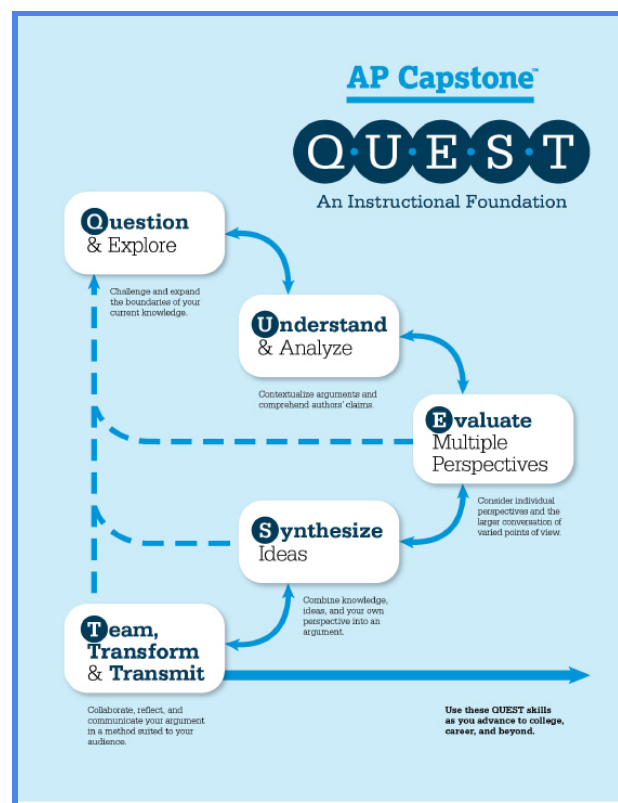 AP Capstone™
Q·U·E·S·T
An Instructional Foundation
Question
& Explore
Challenge and expand
the boundaries of your
current knowledge.
Understand
& Analyze
Contextualize arguments and
comprehend authors' claims.
Evaluate
Multiple
Perspectives
Consider individual
perspectives and the
larger conversation of
varied points of view.
Synthesize
Ideas
Combine knowledge,
ideas, and your own
perspective into an
argument.
Team,
Transform
& Transmit
Collaborate, reflect, and
communicate your argument
in a method suited to your
audience.
Use these QUEST skills
as you advance to college,
career, and beyond.